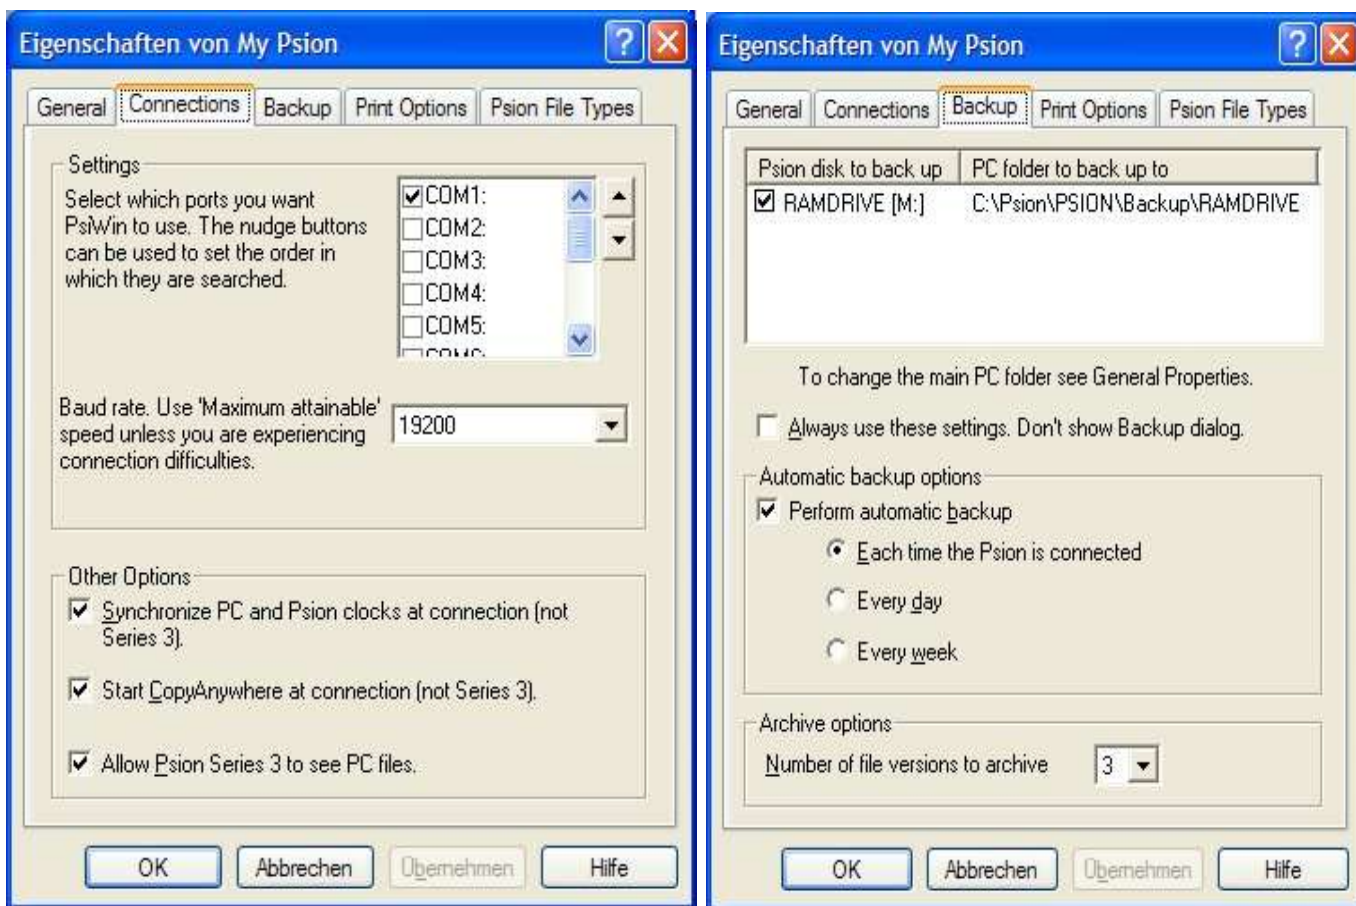 Eigenschaften von My Psion
General Connections Backup Print Options Psion File Types
Settings
Select which ports you want
PsiWin to use. The nudge buttons
can be used to set the order in
which they are searched.
COM1:
COM2:
COM3:
COM4:
COM5:
Baud rate. Use 'Maximum attainable'
speed unless you are experiencing
connection difficulties.
19200
Other Options
Synchronize PC and Psion clocks at connection (not
Series 3).
Start CopyAnywhere at connection (not Series 3).
Allow Psion Series 3 to see PC files.
OK Abbrechen Übernehmen Hilfe
Eigenschaften von My Psion
General Connections Backup Print Options Psion File Types
Psion disk to back up PC folder to back up to
RAMDRIVE [M:] C:\Psion\PSION\Backup\RAMDRIVE
To change the main PC folder see General Properties.
Always use these settings. Don't show Backup dialog.
Automatic backup options
Perform automatic backup
Each time the Psion is connected
Every day
Every week
Archive options
Number of file versions to archive 3
OK Abbrechen Übernehmen Hilfe